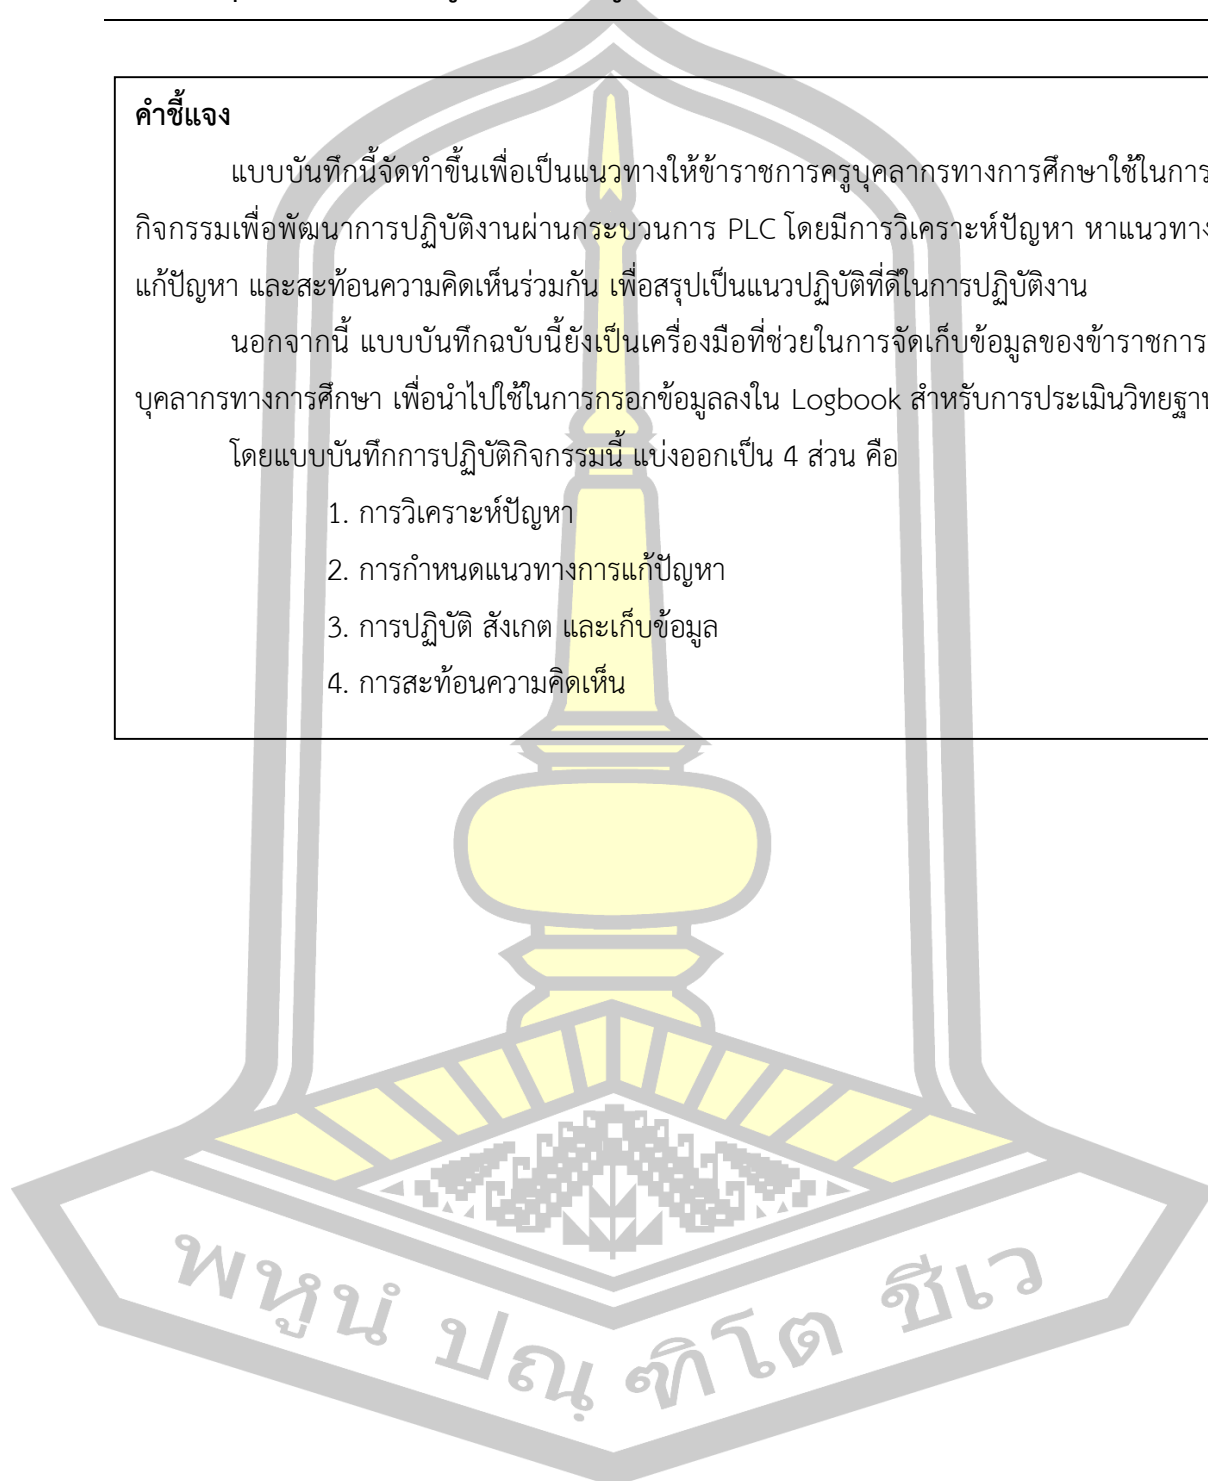 คำชี้แจง
แบบบันทึกนี้จัดทำขึ้นเพื่อเป็นแนวทางให้ข้าราชการครูบุคลากรทางการศึกษาใช้ในการ
กิจกรรมเพื่อพัฒนาการปฏิบัติงานผ่านกระบวนการ PLC โดยมีการวิเคราะห์ปัญหา หาแนวทาง
แก้ปัญหา และสะท้อนความคิดเห็นร่วมกัน เพื่อสรุปเป็นแนวปฏิบัติที่ดีในการปฏิบัติงาน
นอกจากนี้ แบบบันทึกฉบับนี้ยังเป็นเครื่องมือที่ช่วยในการจัดเก็บข้อมูลของข้าราชการ
บุคลากรทางการศึกษา เพื่อนำไปใช้ในการกรอกข้อมูลลงใน Logbook สำหรับการประเมินวิทยฐาน
โดยแบบบันทึกการปฏิบัติกิจกรรมนี้ แบ่งออกเป็น 4 ส่วน คือ
1. การวิเคราะห์ปัญหา
2. การกำหนดแนวทางการแก้ปัญหา
3. การปฏิบัติ สังเกต และเก็บข้อมูล
4. การสะท้อนความคิดเห็น
พหูนํ ปณฺฑิโต ชีเว